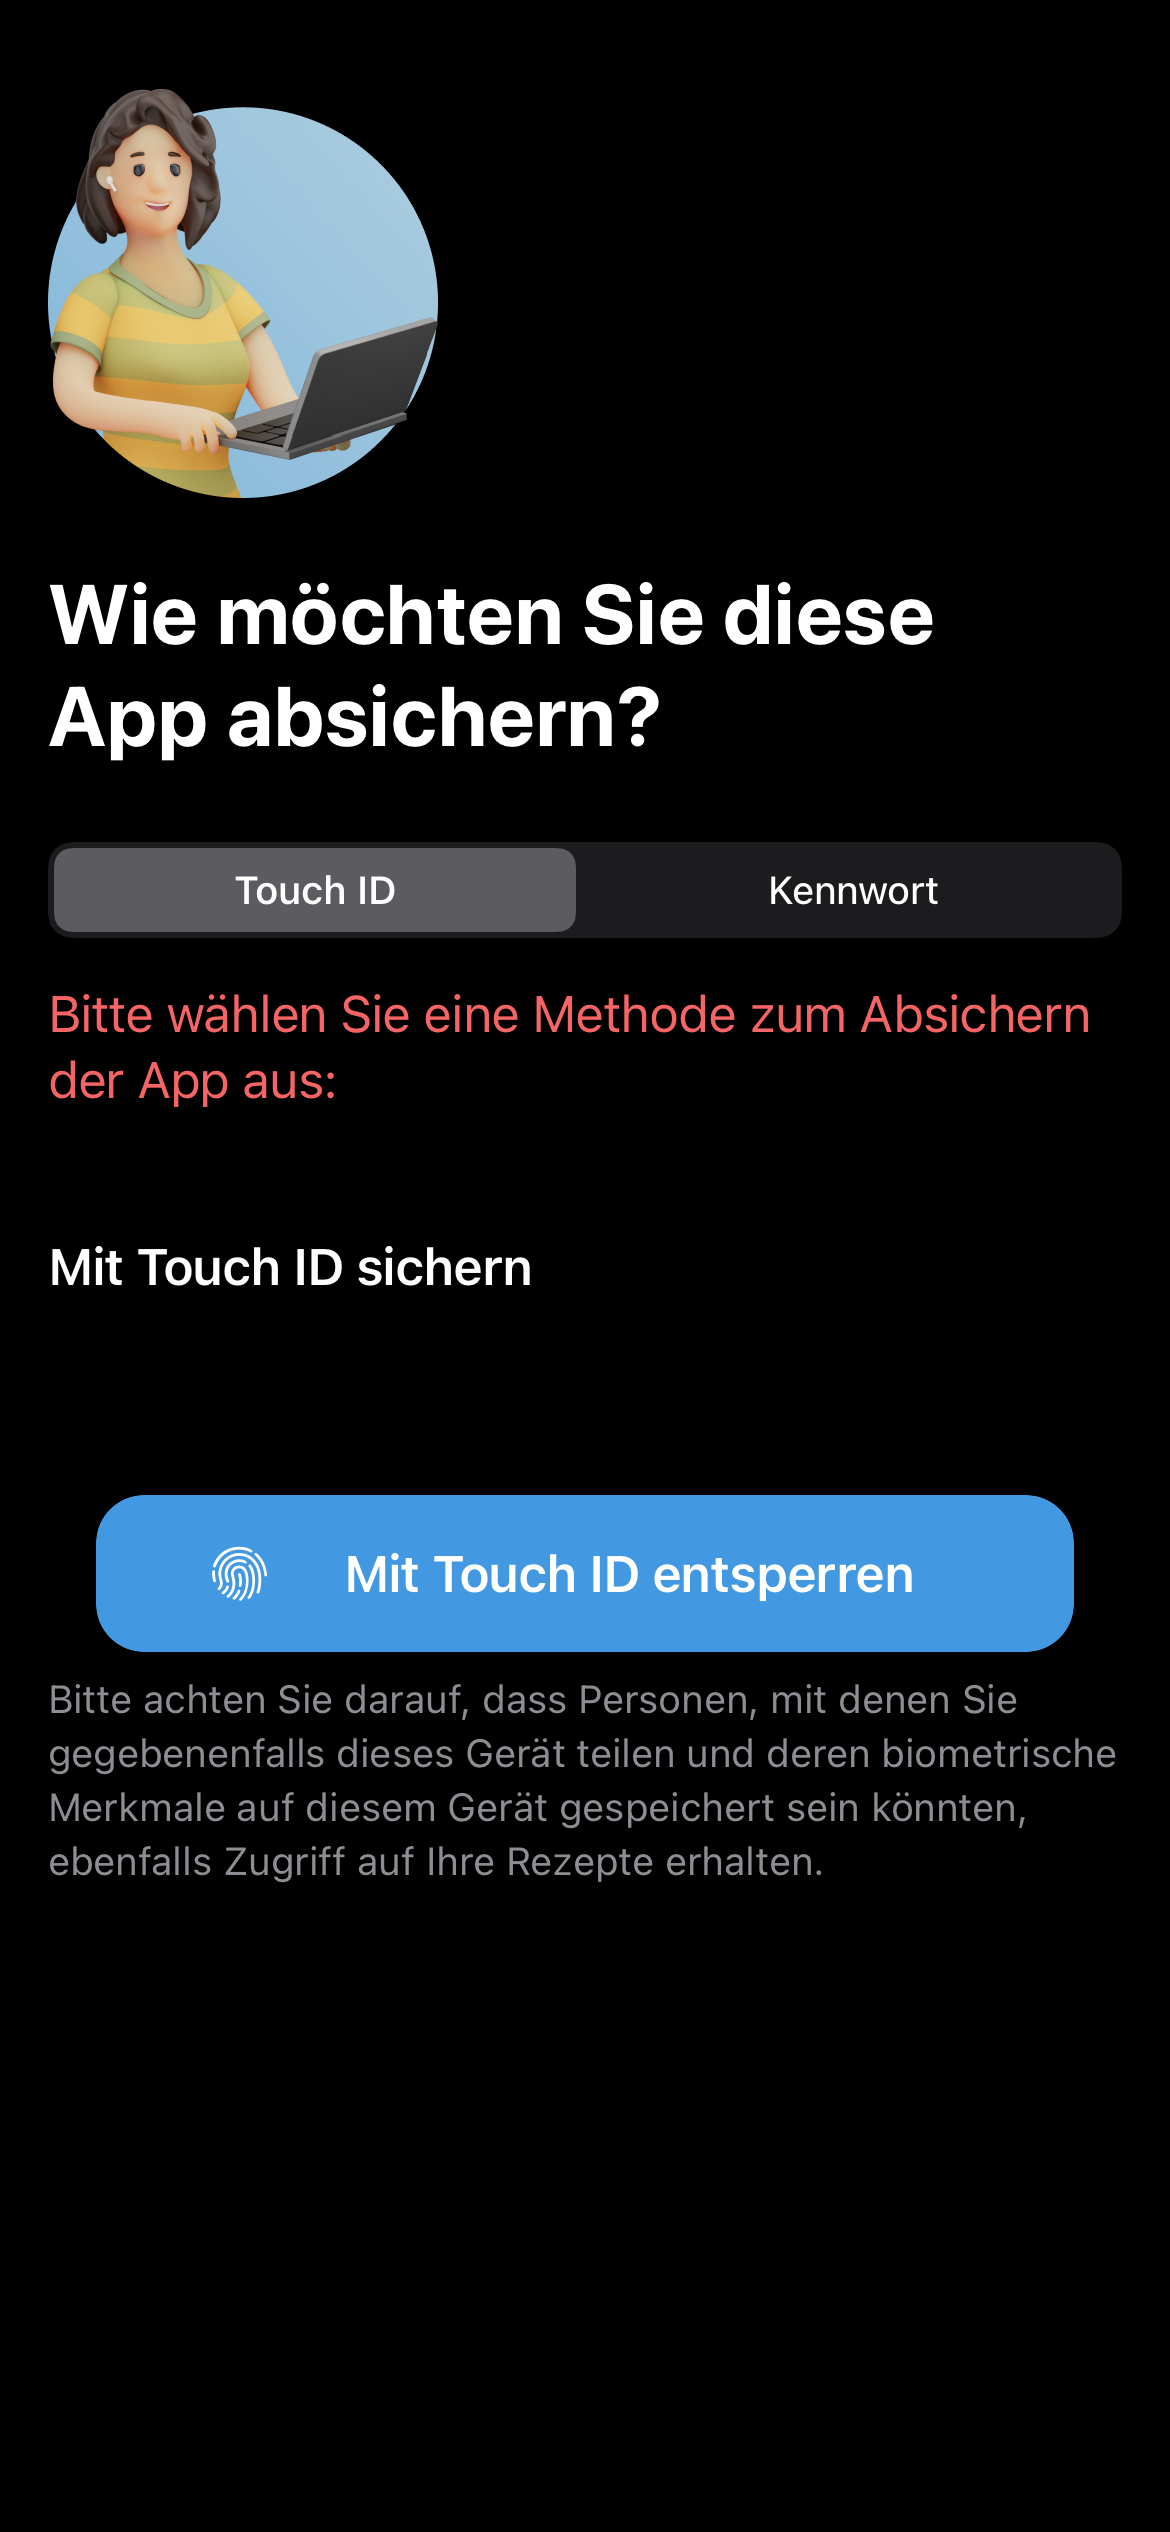 Wie möchten Sie diese
App absichern?
Touch ID
Kennwort
Bitte wählen Sie eine Methode zum Absichern
der App aus:
Mit Touch ID sichern
Mit Touch ID entsperren
Bitte achten Sie darauf, dass Personen, mit denen Sie
gegebenenfalls dieses Gerät teilen und deren biometrische
Merkmale auf diesem Gerät gespeichert sein könnten,
ebenfalls Zugriff auf Ihre Rezepte erhalten.